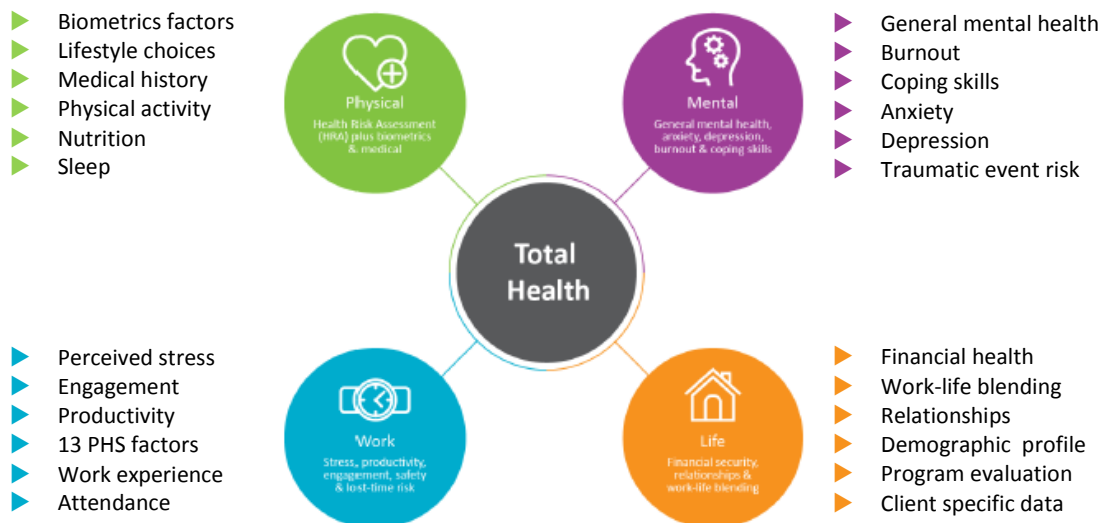 Biometrics factors
Lifestyle choices
Medical history
Physical activity
Nutrition
Sleep
Physical
Health Risk Assessment
(HRA) plus biometrics
& medical
Mental
General mental health,
anxiety, depression,
burnout & coping skills
General mental health
Burnout
Coping skills
Anxiety
Depression
Traumatic event risk
Total
Health
Perceived stress
Engagement
Productivity
13 PHS factors
Work experience
Attendance
Work
Stress, productivity,
engagement, safety
& lost-time risk
Life
Financial security,
relationships &
work-life blending
Financial health
Work-life blending
Relationships
Demographic profile
Program evaluation
Client specific data